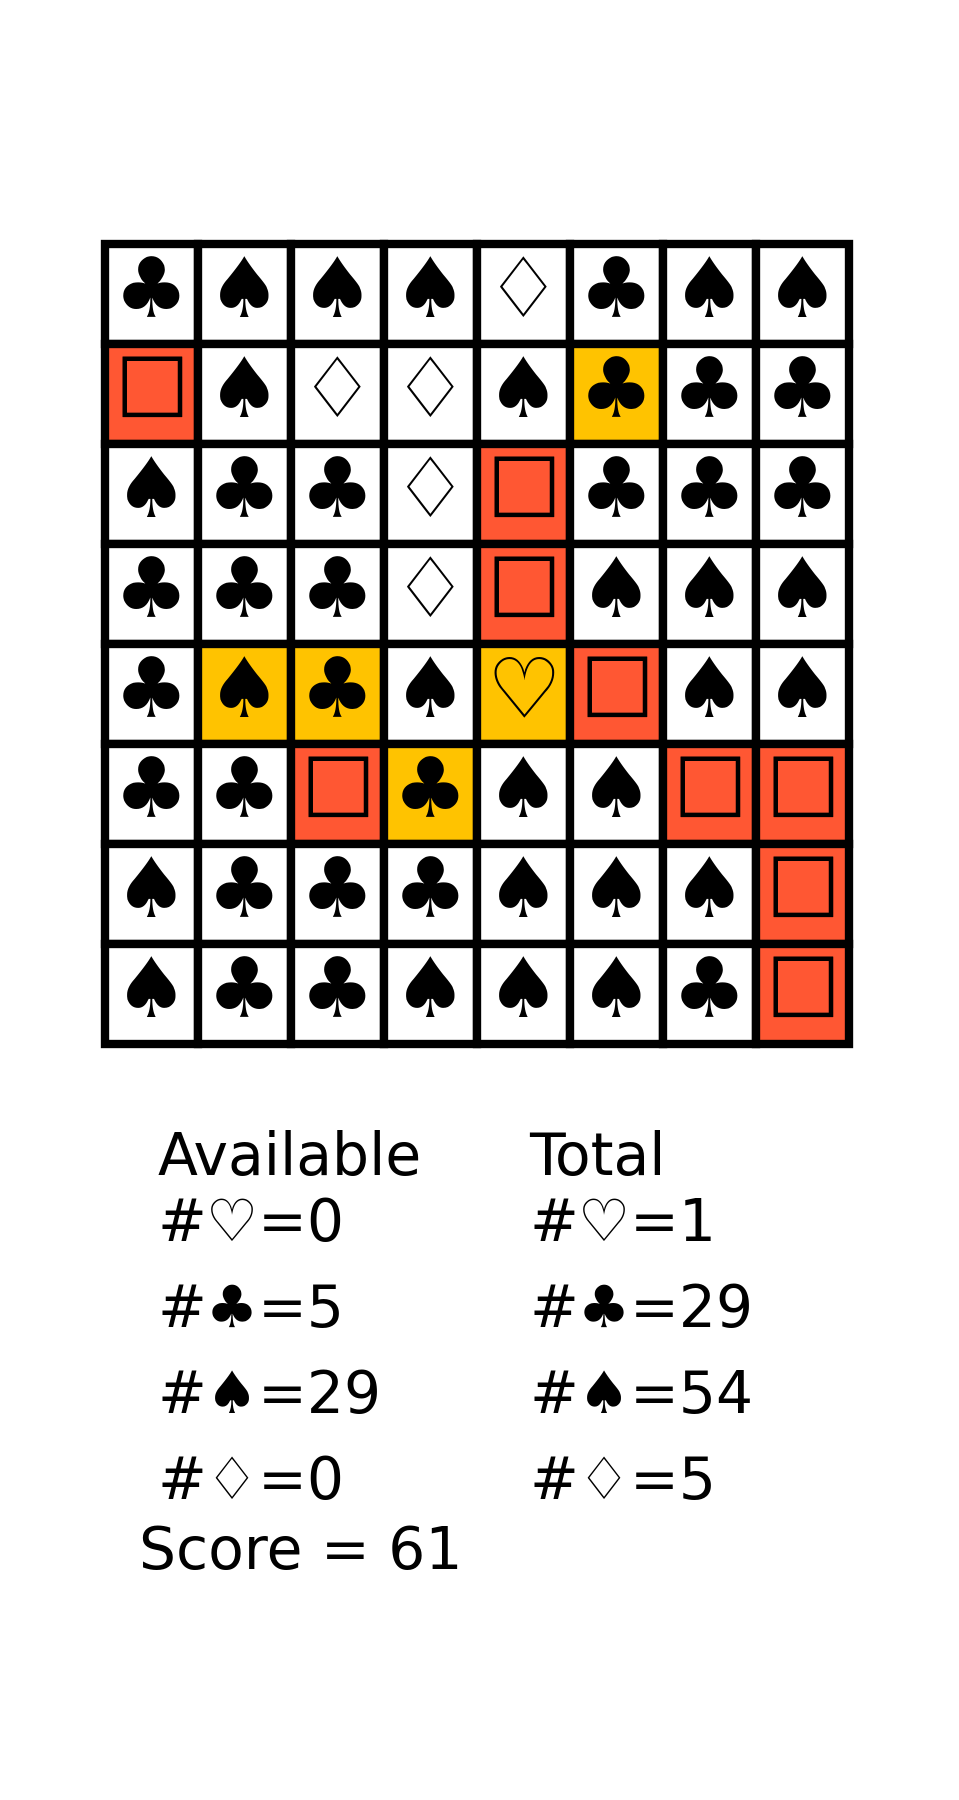 ♣ ♠ ♠ ♠ ♢ ♣ ♠ ♠
□ ♠ ♢ ♢ ♠ ♣ ♣ ♣
♠ ♣ ♣ ♢ □ ♣ ♣ ♣
♣ ♣ ♣ ♢ □ ♠ ♠ ♠
♣ ♠ ♣ ♠ ♡ □ ♠ ♠
♣ ♣ □ ♣ ♠ ♠ □ □
♠ ♣ ♣ ♣ ♠ ♠ ♠ □
♠ ♣ ♣ ♠ ♠ ♠ ♣ □
Available Total
#♡=0 #♡=1
#♣=5 #♣=29
#♠=29 #♠=54
#♢=0 #♢=5
Score = 61